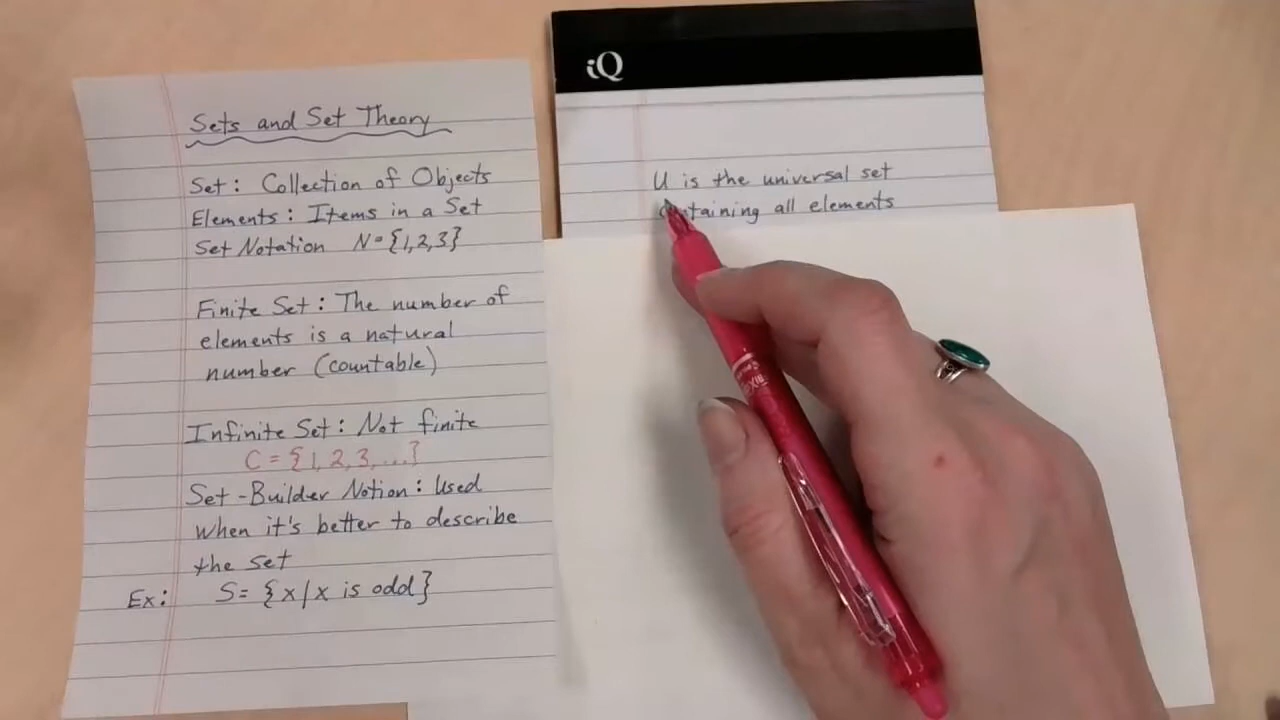 Sets and Set Theory
Set: Collection of Objects
Elements: Items in a Set
Set Notation N={1,2,3}
Finite Set: The number of
elements is a natural
number (countable)
Infinite Set: Not finite
C={1,2,3,...}
Set-Builder Notion: Used
when it's better to describe
the set
Ex: S={x/x is odd}
iQ
U is the universal set
containing all elements